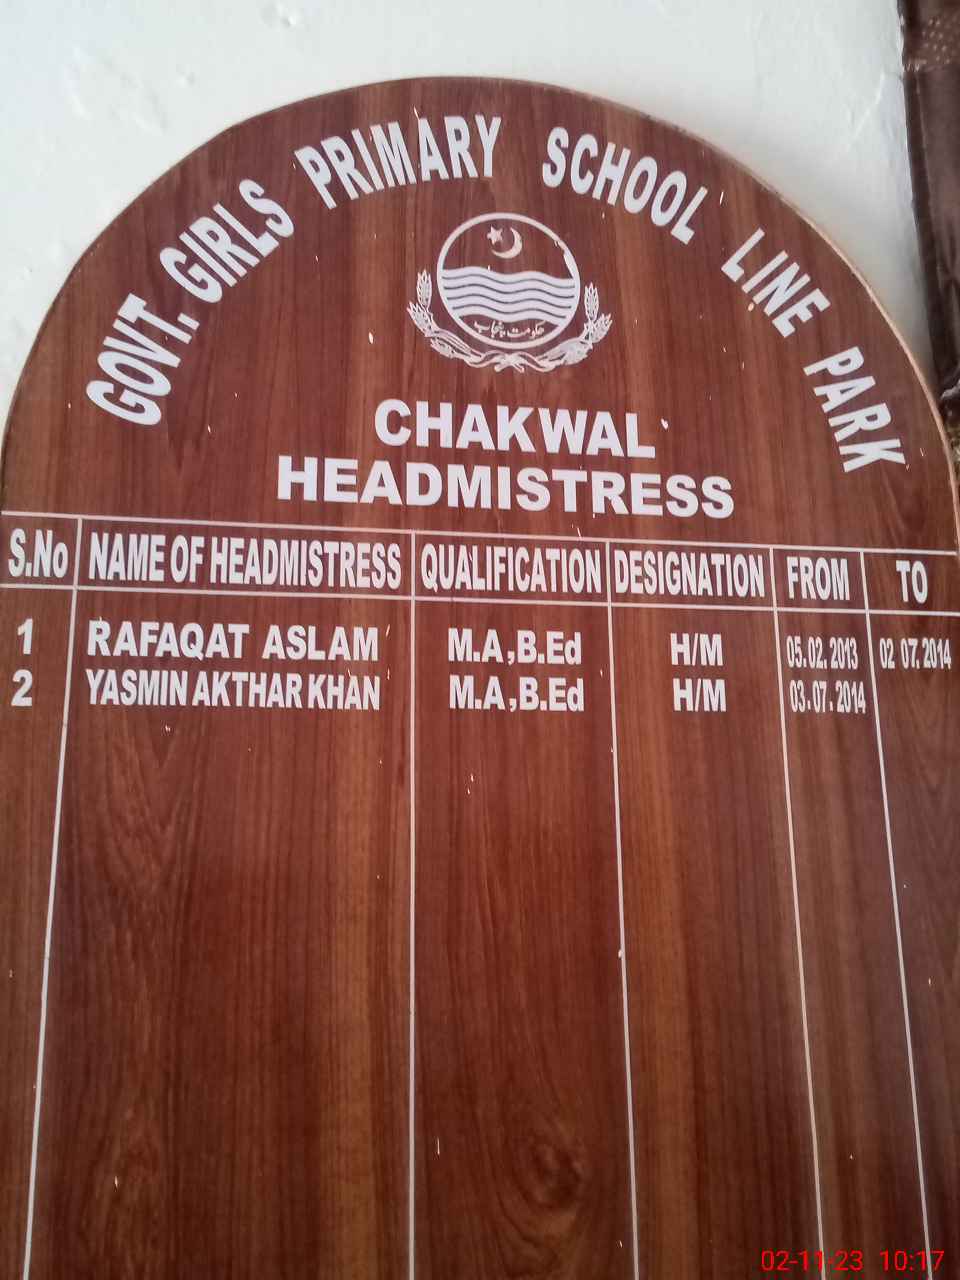 GOVT. GIRLS PRIMARY SCHOOL LINE PARK
حکومت پنجاب
CHAKWAL
HEADMISTRESS
S.No NAME OF HEADMISTRESS QUALIFICATION DESIGNATION FROM TO
1 RAFAQAT ASLAM M.A,B.Ed H/M 05.02.2013 02 07.2014
2 YASMIN AKTHAR KHAN M.A,B.Ed H/M 03.07.2014
02-11-23 10:17